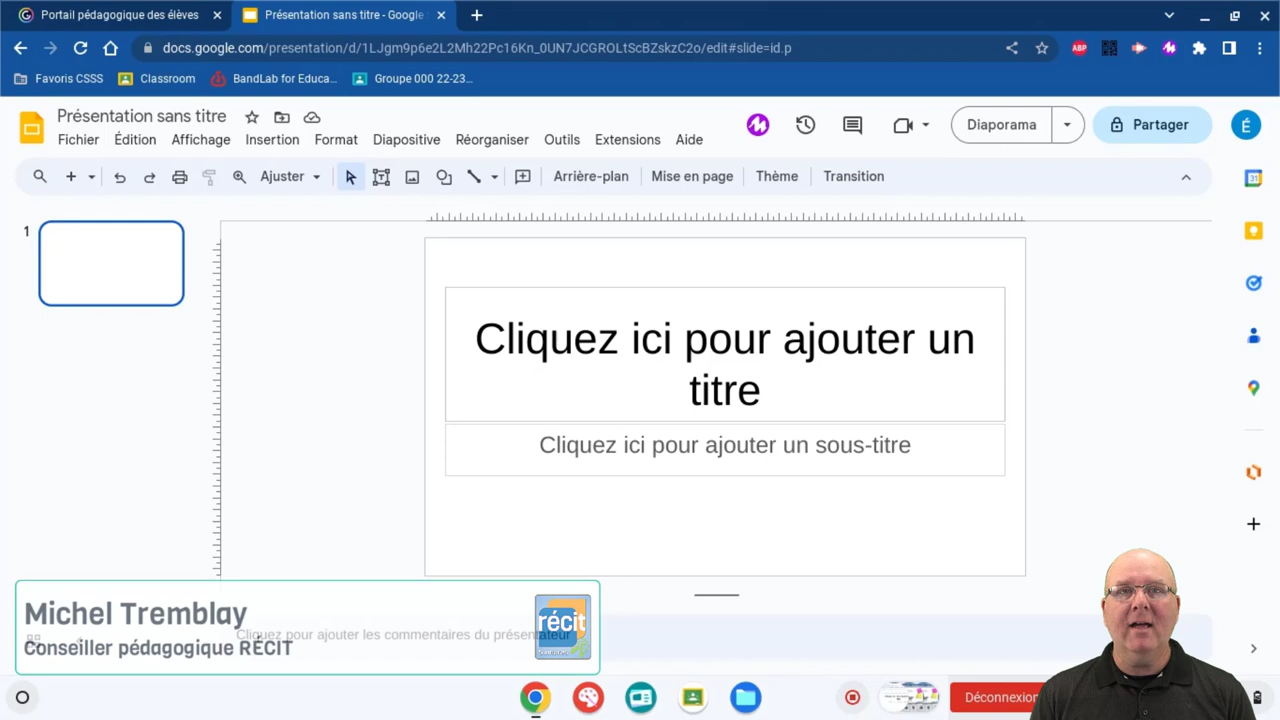 Portail pédagogique des élèves
Présentation sans titre - Google
docs.google.com/presentation/d/1LJgm9p6e2L2Mh22Pc16Kn_0UN7JCGROLtScBZskzC2o/edit#slide=id.p
ABP
Favoris CSSS
Classroom
BandLab for Educa...
Groupe 000 22-23...
Présentation sans titre
Fichier Édition Affichage Insertion Format Diapositive Réorganiser Outils Extensions Aide
Diaporama
Partager
É
Ajuster
Arrière-plan Mise en page Thème Transition
31
1
Cliquez ici pour ajouter un
titre
Cliquez ici pour ajouter un sous-titre
Michel Tremblay
Conseiller pédagogique RÉCIT
récit
Cliquez pour ajouter les commentaires du présentateur
Déconnexion